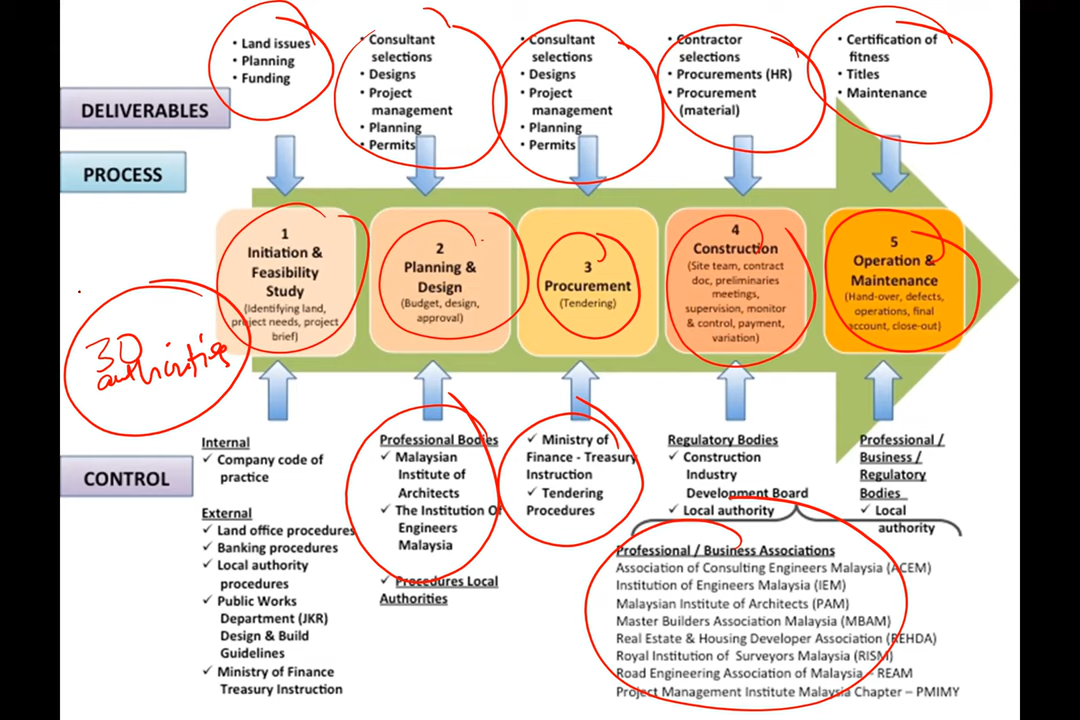 • Land issues
• Planning
• Funding
• Consultant
selections
• Designs
• Project
management
• Planning
• Permits
• Consultant
selections
• Designs
• Project
management
• Planning
• Permits
• Contractor
selections
• Procurements (HR)
• Procurement
(material)
• Certification of
fitness
• Titles
• Maintenance
DELIVERABLES
PROCESS
1
Initiation &
Feasibility
Study
(Identifying land,
project needs, project
brief)
2
Planning &
Design
(Budget, design,
approval)
3
Procurement
(Tendering)
4
Construction
(Site team, contract
doc, preliminaries
meetings,
supervision, monitor
& control, payment,
variation)
5
Operation &
Maintenance
(Hand-over, defects,
operations, final
account, close-out)
30
authorities
CONTROL
Internal
✓ Company code of
practice
External
✓ Land office procedures
✓ Banking procedures
✓ Local authority
procedures
✓ Public Works
Department (JKR)
Design & Build
Guidelines
✓ Ministry of Finance
Treasury Instruction
Professional Bodies
✓ Malaysian
Institute of
Architects
✓ The Institution Of
Engineers
Malaysia
✓ Procedures Local
Authorities
✓ Ministry of
Finance - Treasury
Instruction
✓ Tendering
Procedures
Regulatory Bodies
✓ Construction
Industry
Development Board
✓ Local authority
Professional /
Business /
Regulatory
Bodies
✓ Local
authority
Professional / Business Associations
Association of Consulting Engineers Malaysia (ACEM)
Institution of Engineers Malaysia (IEM)
Malaysian Institute of Architects (PAM)
Master Builders Association Malaysia (MBAM)
Real Estate & Housing Developer Association (REHDA)
Royal Institution of Surveyors Malaysia (RISM)
Road Engineering Association of Malaysia - REAM
Project Management Institute Malaysia Chapter – PMIMY